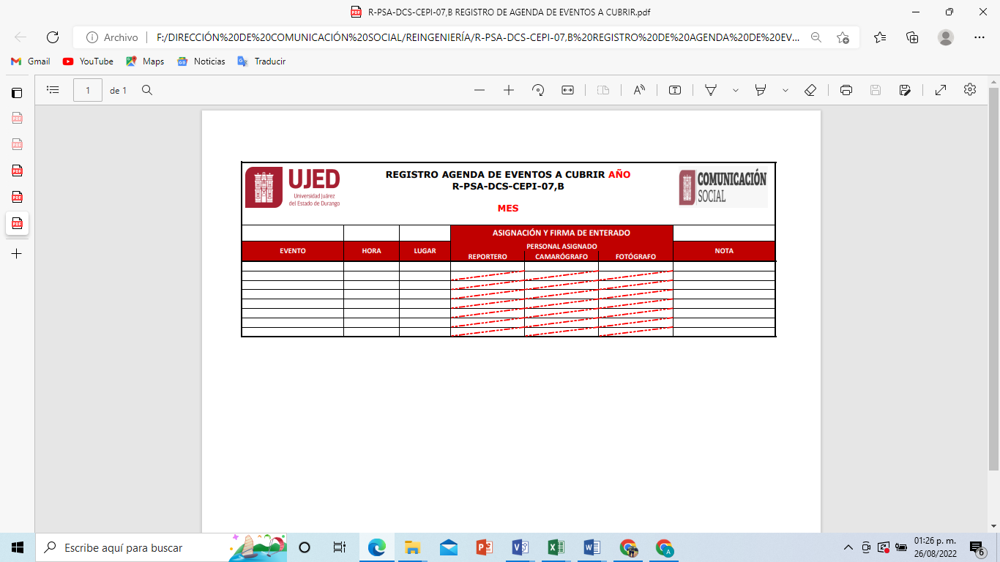 R-PSA-DCS-CEPI-07,B REGISTRO DE AGENDA DE EVENTOS A CUBRIR.pdf
Archivo
F:/DIRECCIÓN%20DE%20COMUNICACIÓN%20SOCIAL/REINGENIERÍA/R-PSA-DCS-CEPI-07,B%20REGISTRO%20DE%20AGENDA%20DE%20EV...
Gmail YouTube Maps Noticias Traducir
1 de 1
UJED
Universidad Juárez
del Estado de Durango
REGISTRO AGENDA DE EVENTOS A CUBRIR AÑO
R-PSA-DCS-CEPI-07,B
MES
COMUNICACIÓN
SOCIAL
ASIGNACIÓN Y FIRMA DE ENTERADO
EVENTO HORA LUGAR PERSONAL ASIGNADO NOTA
REPORTERO CAMARÓGRAFO FOTÓGRAFO
Escribe aquí para buscar
01:26 p. m.
26/08/2022
6